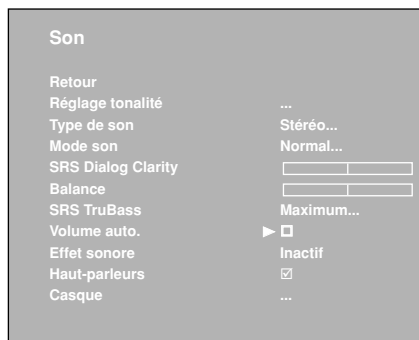 Son
Retour
Réglage tonalité ...
Type de son Stéréo...
Mode son Normal...
SRS Dialog Clarity
Balance
SRS TruBass Maximum...
Volume auto.
Effet sonore Inactif
Haut-parleurs
Casque ...